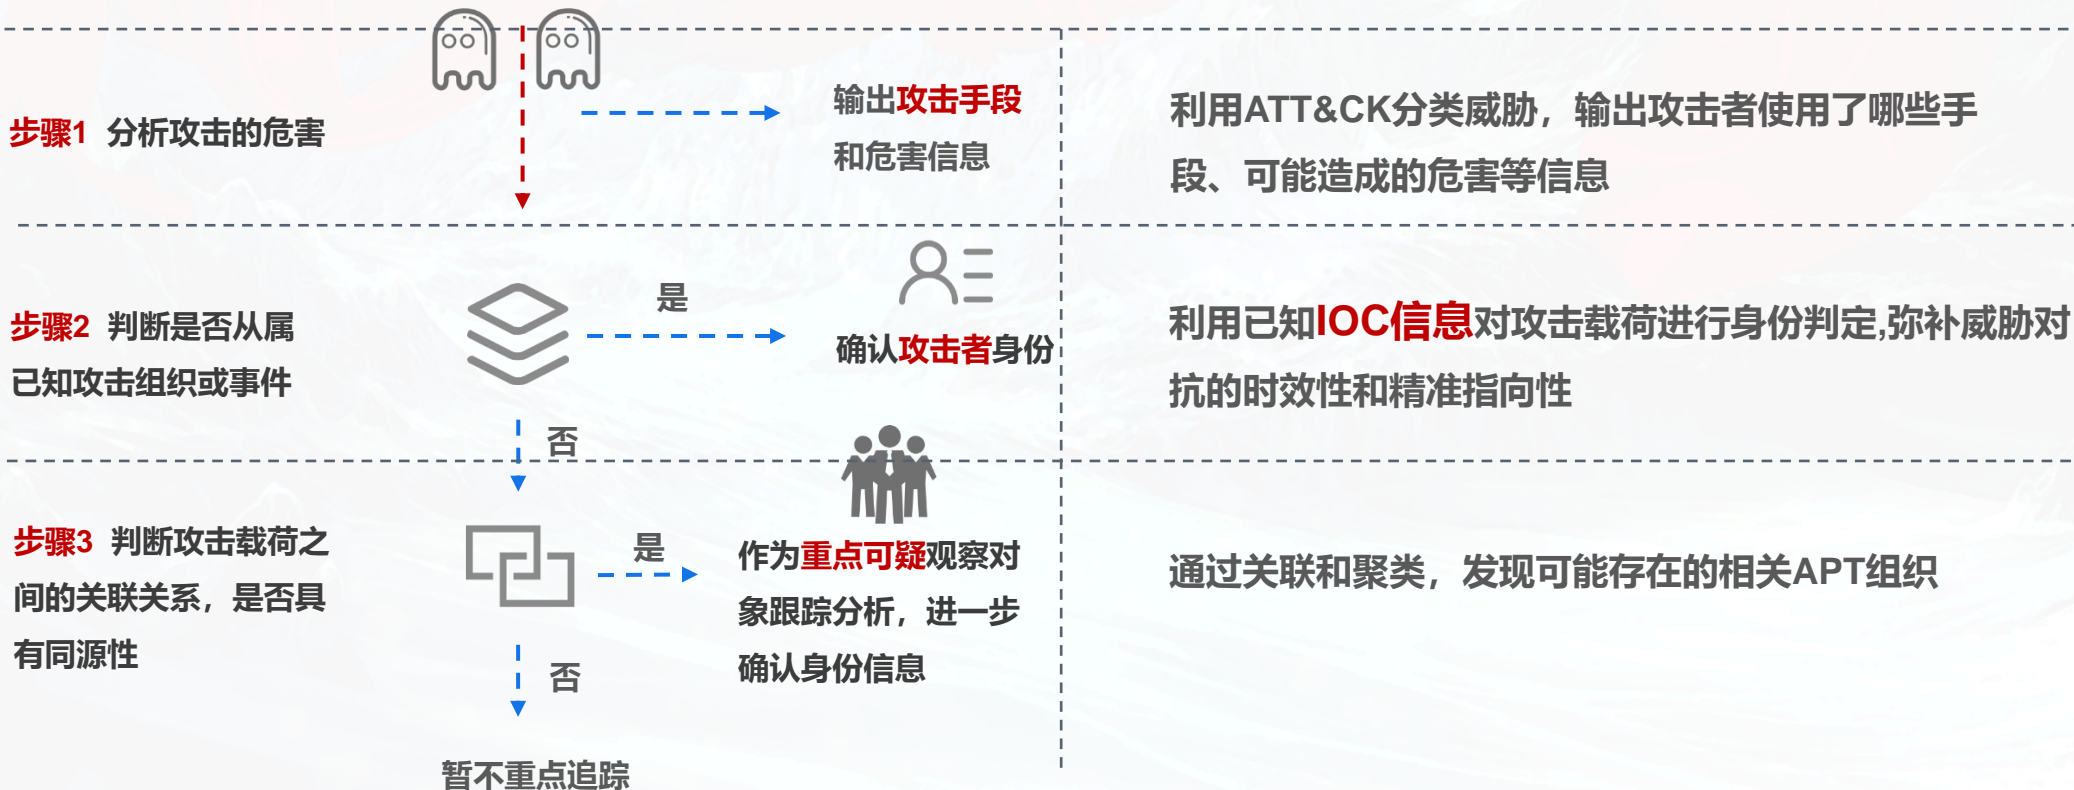 步骤1 分析攻击的危害
输出攻击手段
和危害信息
利用ATT&CK分类威胁，输出攻击者使用了哪些手
段、可能造成的危害等信息
步骤2 判断是否从属
已知攻击组织或事件
是
确认攻击者身份
否
利用已知IOC信息对攻击载荷进行身份判定,弥补威胁对
抗的时效性和精准指向性
步骤3 判断攻击载荷之
间的关联关系，是否具
有同源性
是
作为重点可疑观察对
象跟踪分析，进一步
确认身份信息
否
暂不重点追踪
通过关联和聚类，发现可能存在的相关APT组织